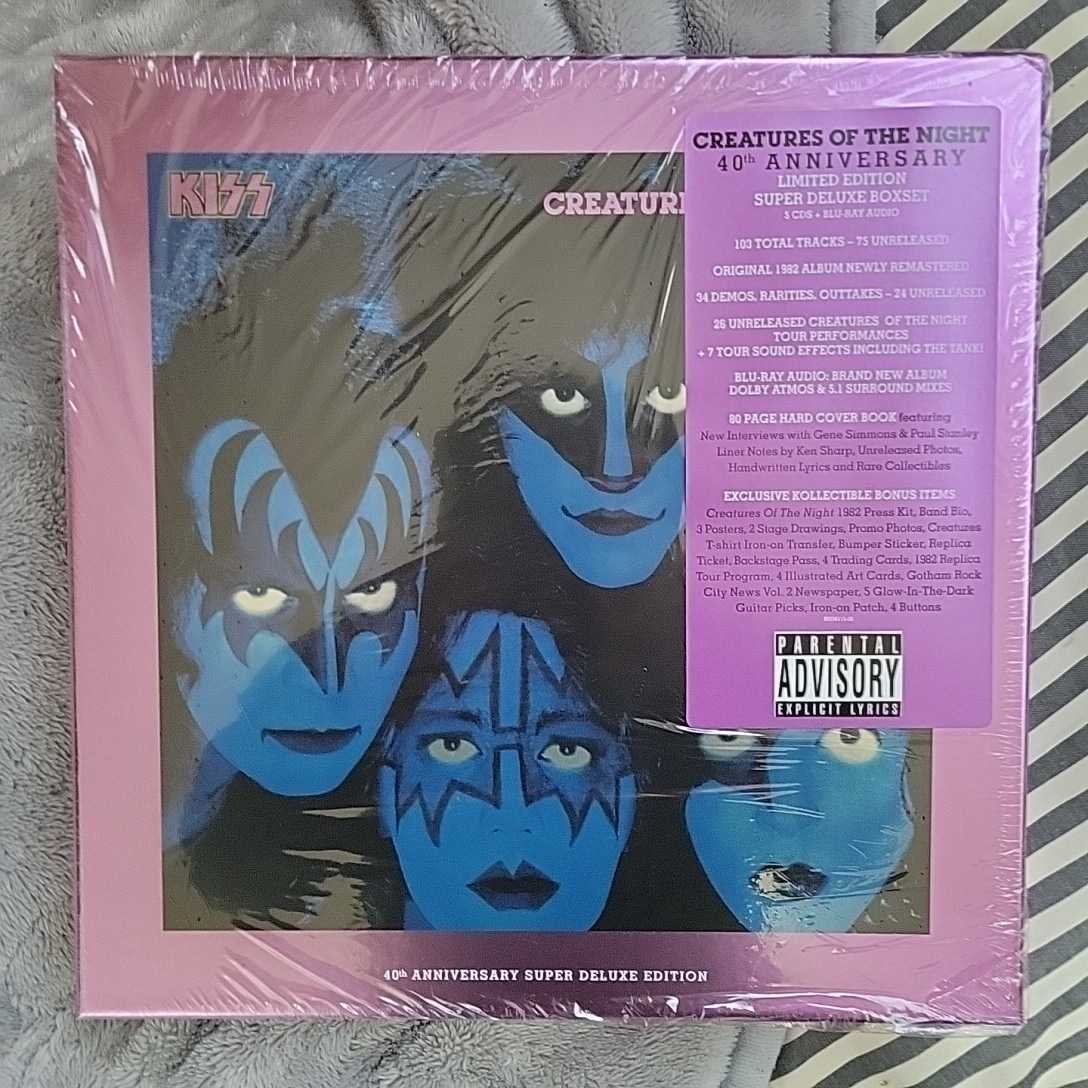 KISS
CREATUR
CREATURES OF THE NIGHT
40th ANNIVERSARY
LIMITED EDITION
SUPER DELUXE BOXSET
5 CDS + BLU-RAY AUDIO
103 TOTAL TRACKS – 75 UNRELEASED
ORIGINAL 1982 ALBUM NEWLY REMASTERED
34 DEMOS, RARITIES, OUTTAKES – 24 UNRELEASED
26 UNRELEASED CREATURES OF THE NIGHT
TOUR PERFORMANCES
+ 7 TOUR SOUND EFFECTS INCLUDING THE TANK!
BLU-RAY AUDIO: BRAND NEW ALBUM
DOLBY ATMOS & 5.1 SURROUND MIXES
80 PAGE HARD COVER BOOK featuring
New Interviews with Gene Simmons & Paul Stanley
Liner Notes by Ken Sharp, Unreleased Photos,
Handwritten Lyrics and Rare Collectibles
EXCLUSIVE KOLLECTIBLE BONUS ITEMS
Creatures Of The Night 1982 Press Kit, Band Bio,
3 Posters, 2 Stage Drawings, Promo Photos, Creatures
T-shirt Iron-on Transfer, Bumper Sticker, Replica
Ticket, Backstage Pass, 4 Trading Cards, 1982 Replica
Tour Program, 4 Illustrated Art Cards, Gotham Rock
City News Vol. 2 Newspaper, 5 Glow-In-The-Dark
Guitar Picks, Iron-on Patch, 4 Buttons
PARENTAL
ADVISORY
EXPLICIT LYRICS
40th ANNIVERSARY SUPER DELUXE EDITION